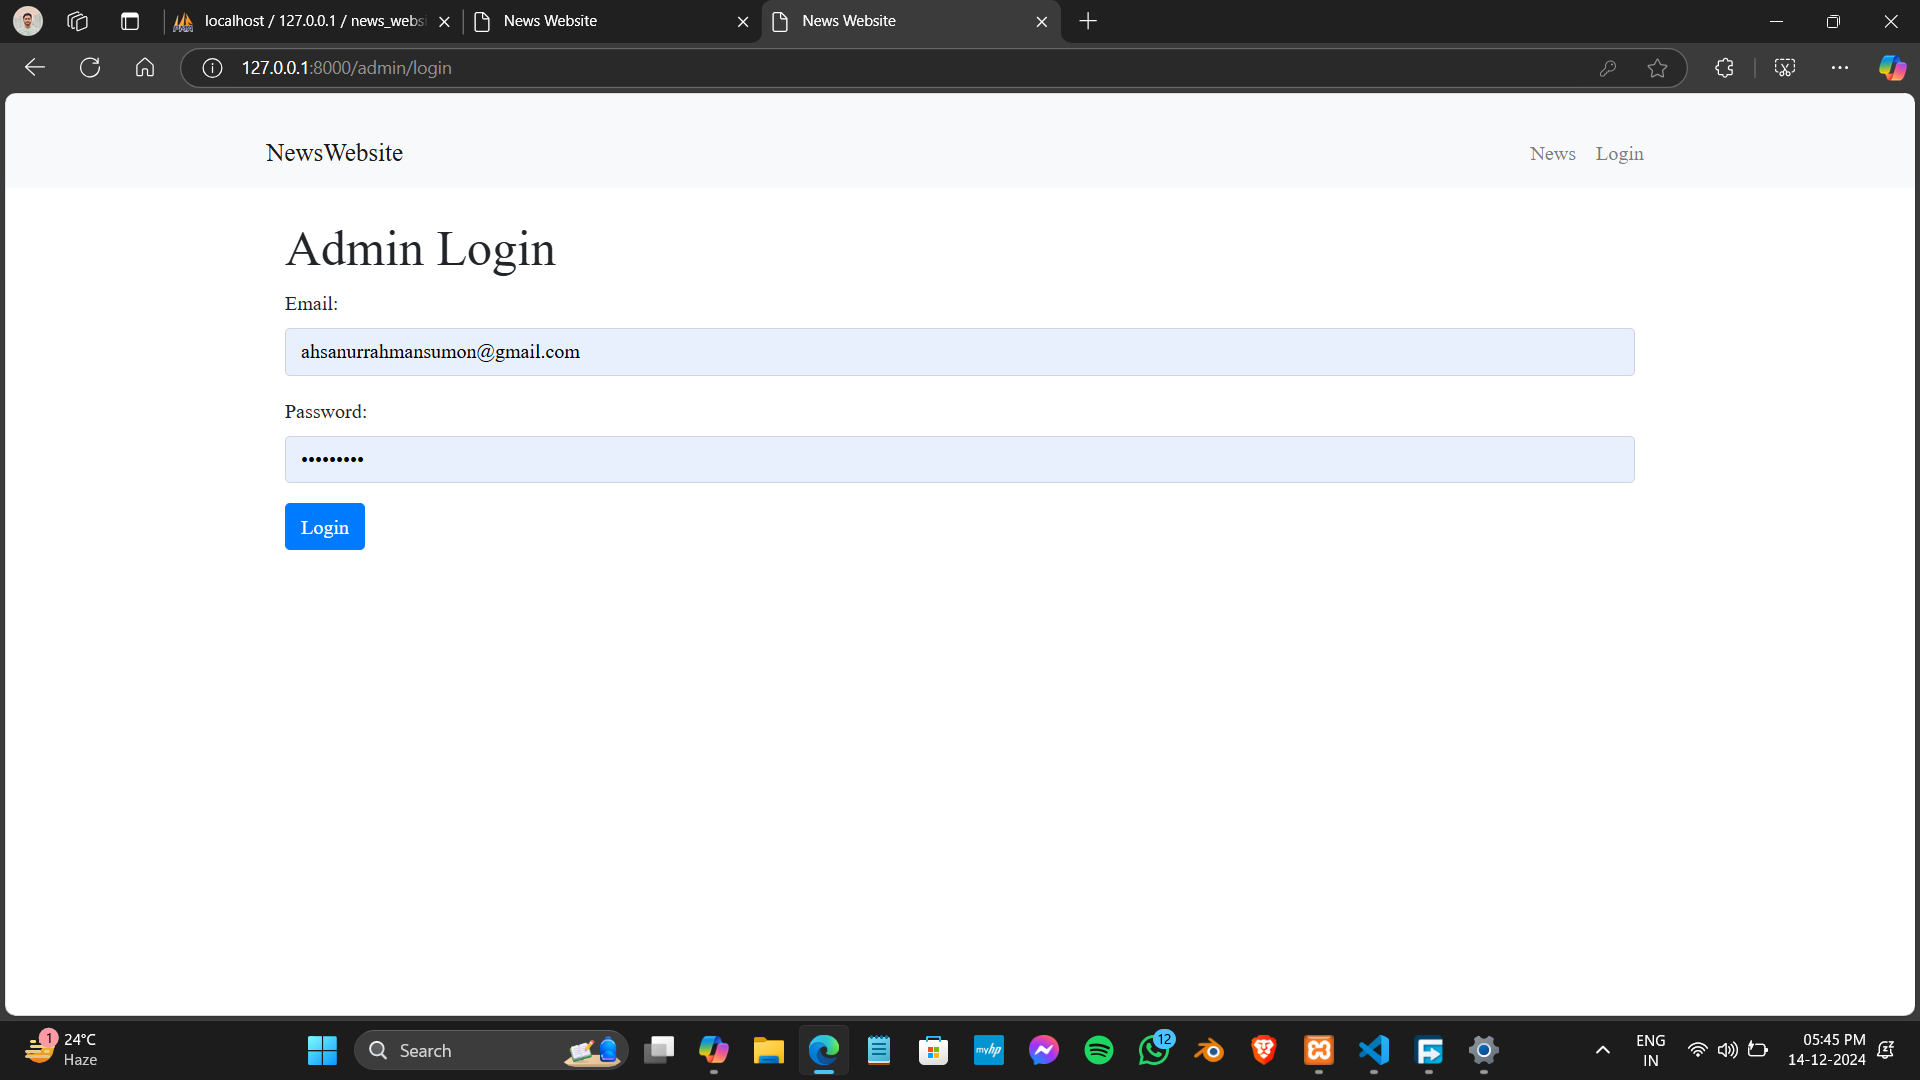 localhost / 127.0.0.1 / news_websi
News Website
News Website
127.0.0.1:8000/admin/login
NewsWebsite
News
Login
Admin Login
Email:
ahsanurrahmansumon@gmail.com
Password:
•••••••••
Login
1
24°C
Haze
Search
myhp
12
ENG
IN
05:45 PM
14-12-2024